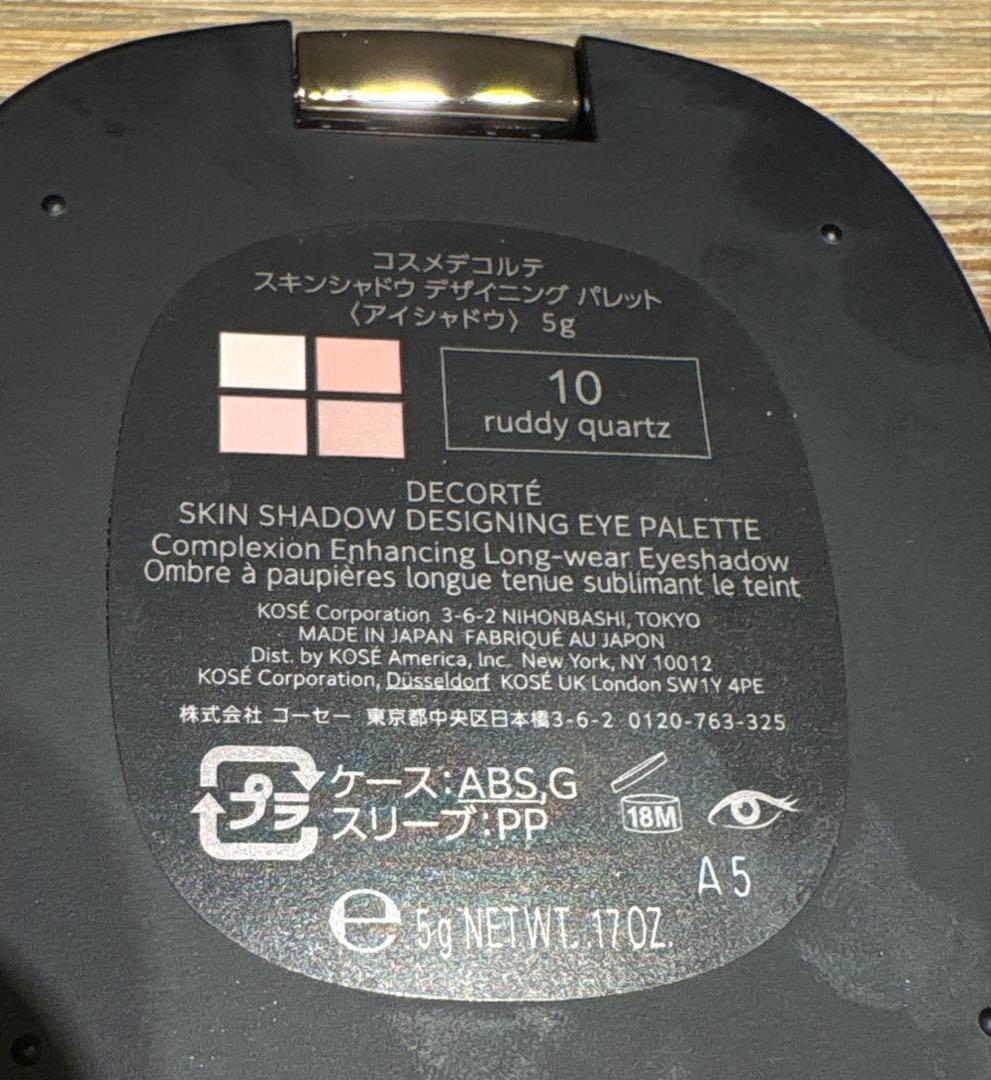 コスメデコルテ
スキンシャドウ デザイニング パレット
〈アイシャドウ〉 5g
10
ruddy quartz
DECORTÉ
SKIN SHADOW DESIGNING EYE PALETTE
Complexion Enhancing Long-wear Eyeshadow
Ombre à paupières longue tenue sublimant le teint
KOSÉ Corporation 3-6-2 NIHONBASHI, TOKYO
MADE IN JAPAN FABRIQUÉ AU JAPON
Dist. by KOSÉ America, Inc. New York, NY 10012
KOSÉ Corporation, Düsseldorf KOSÉ UK London SW1Y 4PE
株式会社 コーセー 東京都中央区日本橋3-6-2 0120-763-325
プラ
ケース:ABS,G
スリーブ:PP
18M
A5
e 5g NET WT. .17 OZ.